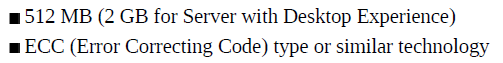 ■ 512 MB (2 GB for Server with Desktop Experience)
■ ECC (Error Correcting Code) type or similar technology